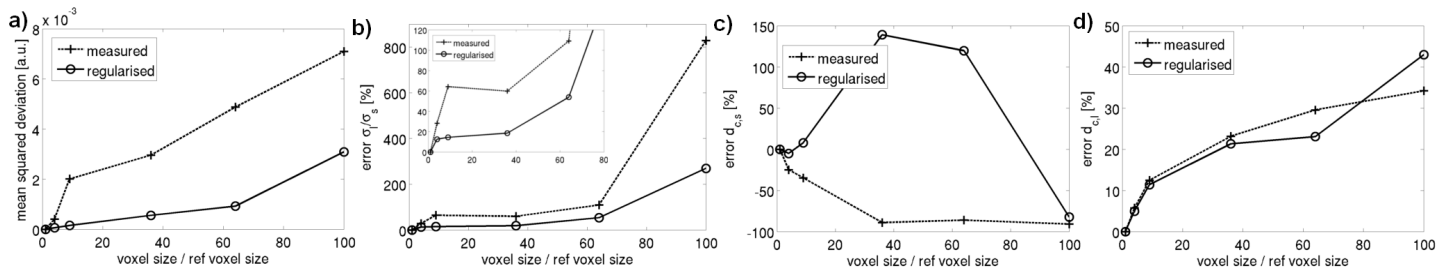 a)
8 x 10⁻³
6
4
2
0
0 20 40 60 80 100
mean squared deviation [a.u.]
voxel size / ref voxel size
measured
regularised
b)
800
600
400
200
0
0 20 40 60 80 100
error σl/σs [%]
voxel size / ref voxel size
120
100
80
60
40
20
0
0 20 40 60 80
measured
regularised
c)
150
100
50
0
-50
-100
0 20 40 60 80 100
error dc,s [%]
voxel size / ref voxel size
measured
regularised
d)
50
40
30
20
10
0
0 20 40 60 80 100
error dc,l [%]
voxel size / ref voxel size
measured
regularised